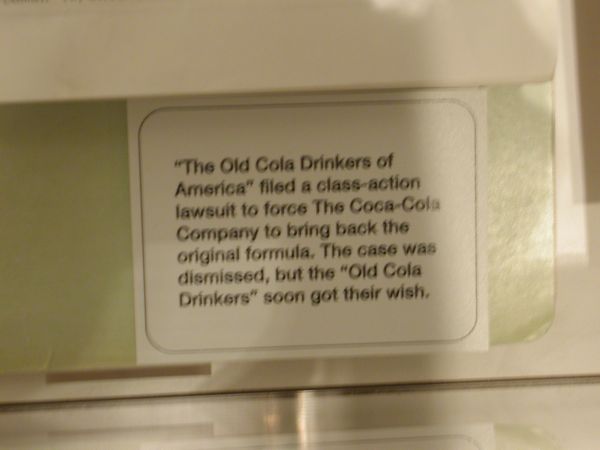 "The Old Cola Drinkers of
America" filed a class-action
lawsuit to force The Coca-Cola
Company to bring back the
original formula. The case was
dismissed, but the "Old Cola
Drinkers" soon got their wish.